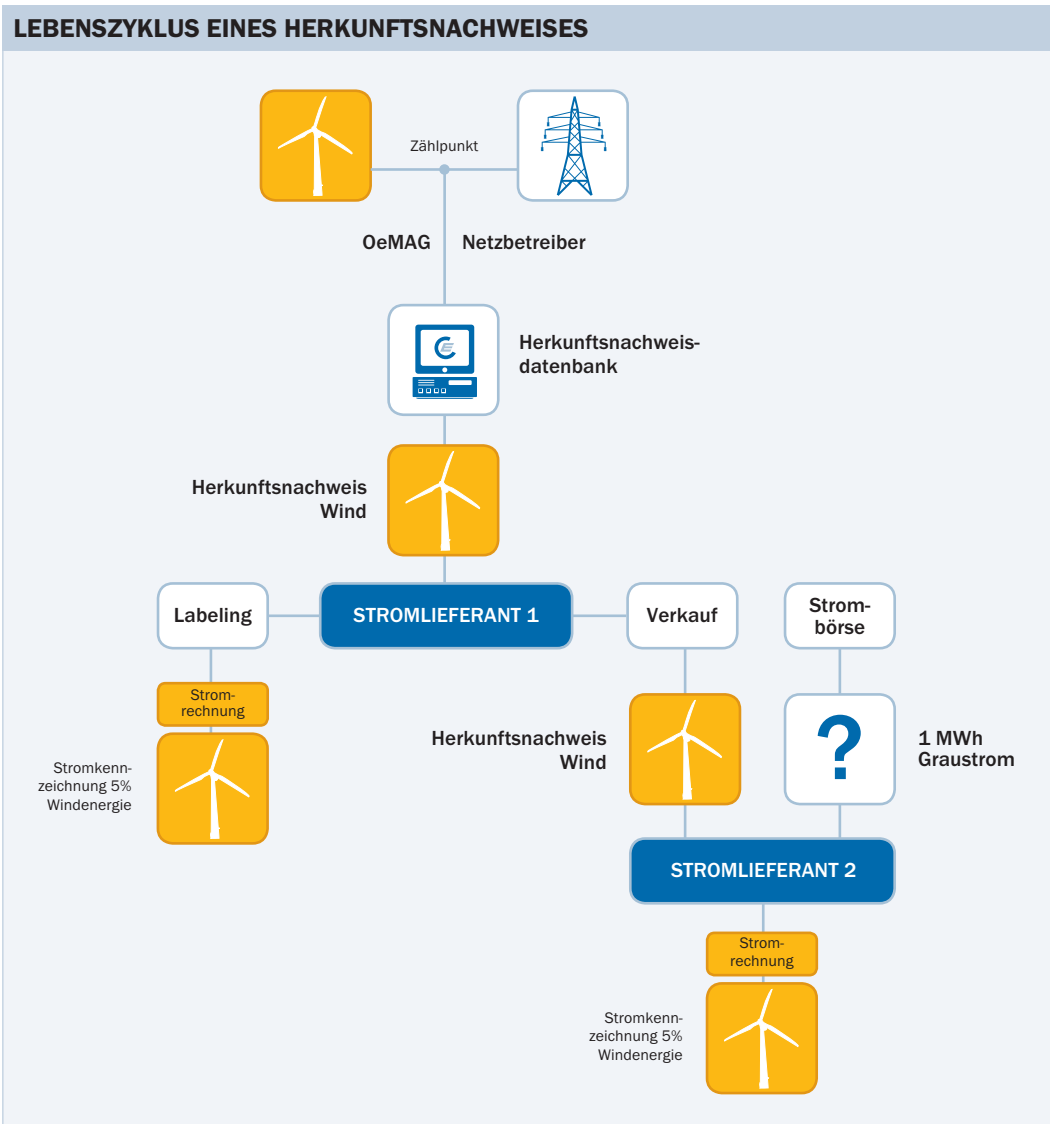 LEBENSZYKLUS EINES HERKUNFTSNACHWEISES
Zählpunkt
OeMAG
Netzbetreiber
Herkunftsnachweis-
datenbank
Herkunftsnachweis
Wind
Labeling
STROMLIEFERANT 1
Verkauf
Strom-
börse
Strom-
rechnung
Stromkenn-
zeichnung 5%
Windenergie
Herkunftsnachweis
Wind
?
1 MWh
Graustrom
STROMLIEFERANT 2
Strom-
rechnung
Stromkenn-
zeichnung 5%
Windenergie